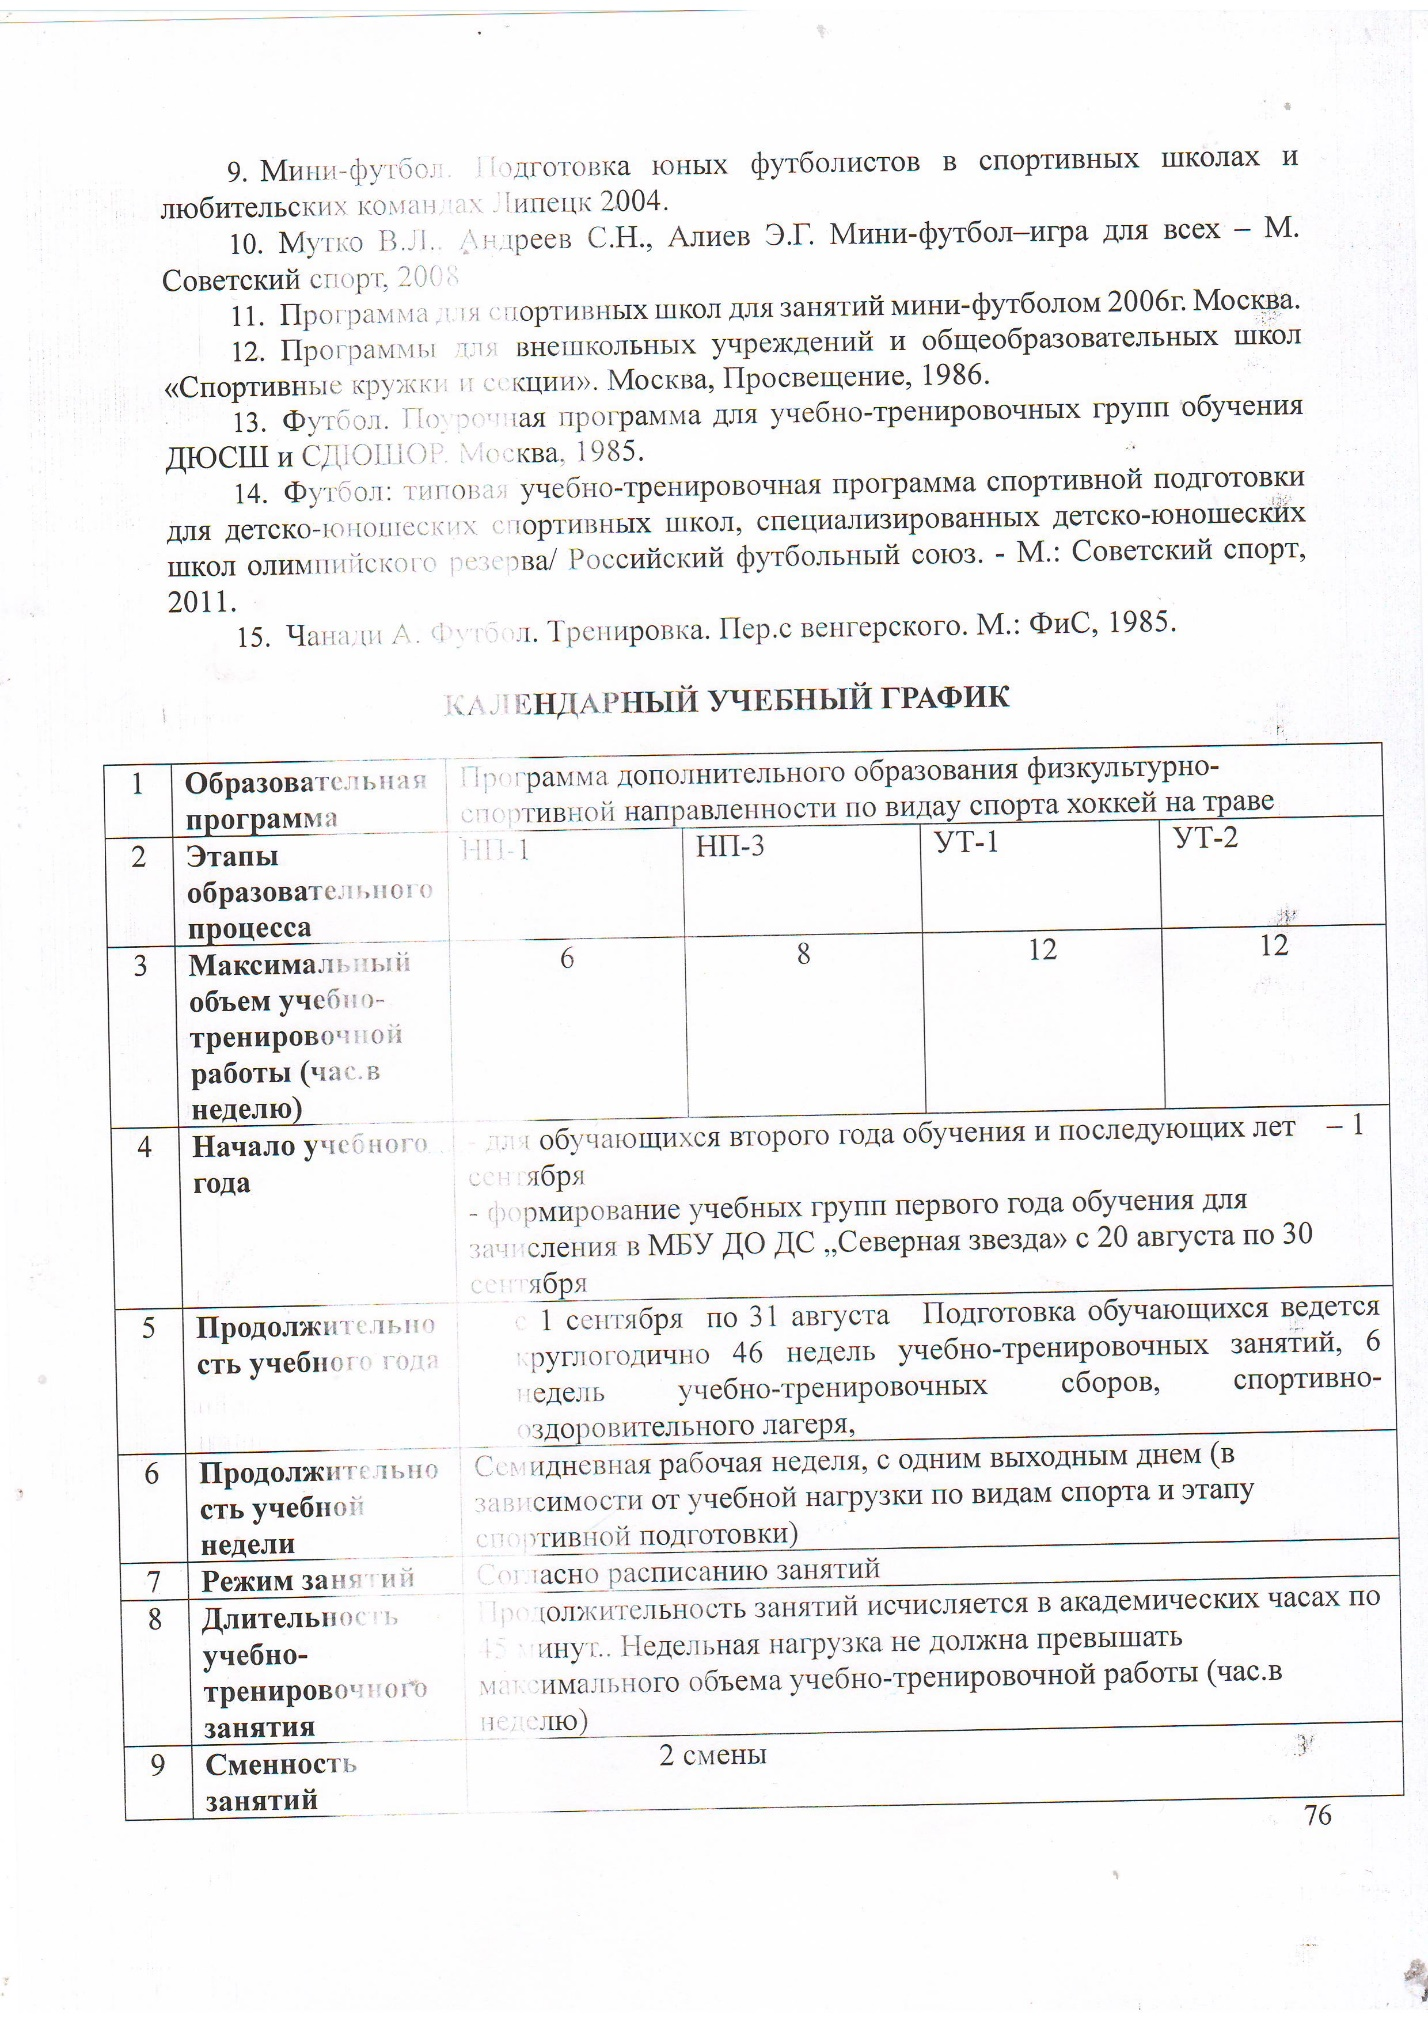 9. Мини-футбол. Подготовка юных футболистов в спортивных школах и
любительских командах Липецк 2004.
10. Мутко В.Л.. Андреев С.Н., Алиев Э.Г. Мини-футбол–игра для всех – М.
Советский спорт, 2008
11. Программа для спортивных школ для занятий мини-футболом 2006г. Москва.
12. Программы для внешкольных учреждений и общеобразовательных школ
«Спортивные кружки и секции». Москва, Просвещение, 1986.
13. Футбол. Поурочная программа для учебно-тренировочных групп обучения
ДЮСШ и СДЮШОР. Москва, 1985.
14. Футбол: типовая учебно-тренировочная программа спортивной подготовки
для детско-юношеских спортивных школ, специализированных детско-юношеских
школ олимпийского резерва/ Российский футбольный союз. - М.: Советский спорт,
2011.
15. Чанади А. Футбол. Тренировка. Пер.с венгерского. М.: ФиС, 1985.
КАЛЕНДАРНЫЙ УЧЕБНЫЙ ГРАФИК
1 Образовательная Программа дополнительного образования физкультурно-
программа спортивной направленности по видау спорта хоккей на траве
2 Этапы НП-1 НП-3 УТ-1 УТ-2
образовательного
процесса
3 Максимальный 6 8 12 12
объем учебно-
тренировочной
работы (час.в
неделю)
4 Начало учебного - для обучающихся второго года обучения и последующих лет – 1
года сентября
- формирование учебных групп первого года обучения для
зачисления в МБУ ДО ДС „Северная звезда» с 20 августа по 30
сентября
5 Продолжительно с 1 сентября по 31 августа Подготовка обучающихся ведется
сть учебного года круглогодично 46 недель учебно-тренировочных занятий, 6
недель учебно-тренировочных сборов, спортивно-
оздоровительного лагеря,
6 Продолжительно Семидневная рабочая неделя, с одним выходным днем (в
сть учебной зависимости от учебной нагрузки по видам спорта и этапу
недели спортивной подготовки)
7 Режим занятий Согласно расписанию занятий
8 Длительность Продолжительность занятий исчисляется в академических часах по
учебно- 45 минут.. Недельная нагрузка не должна превышать
тренировочного максимального объема учебно-тренировочной работы (час.в
занятия неделю)
9 Сменность 2 смены
занятий
76